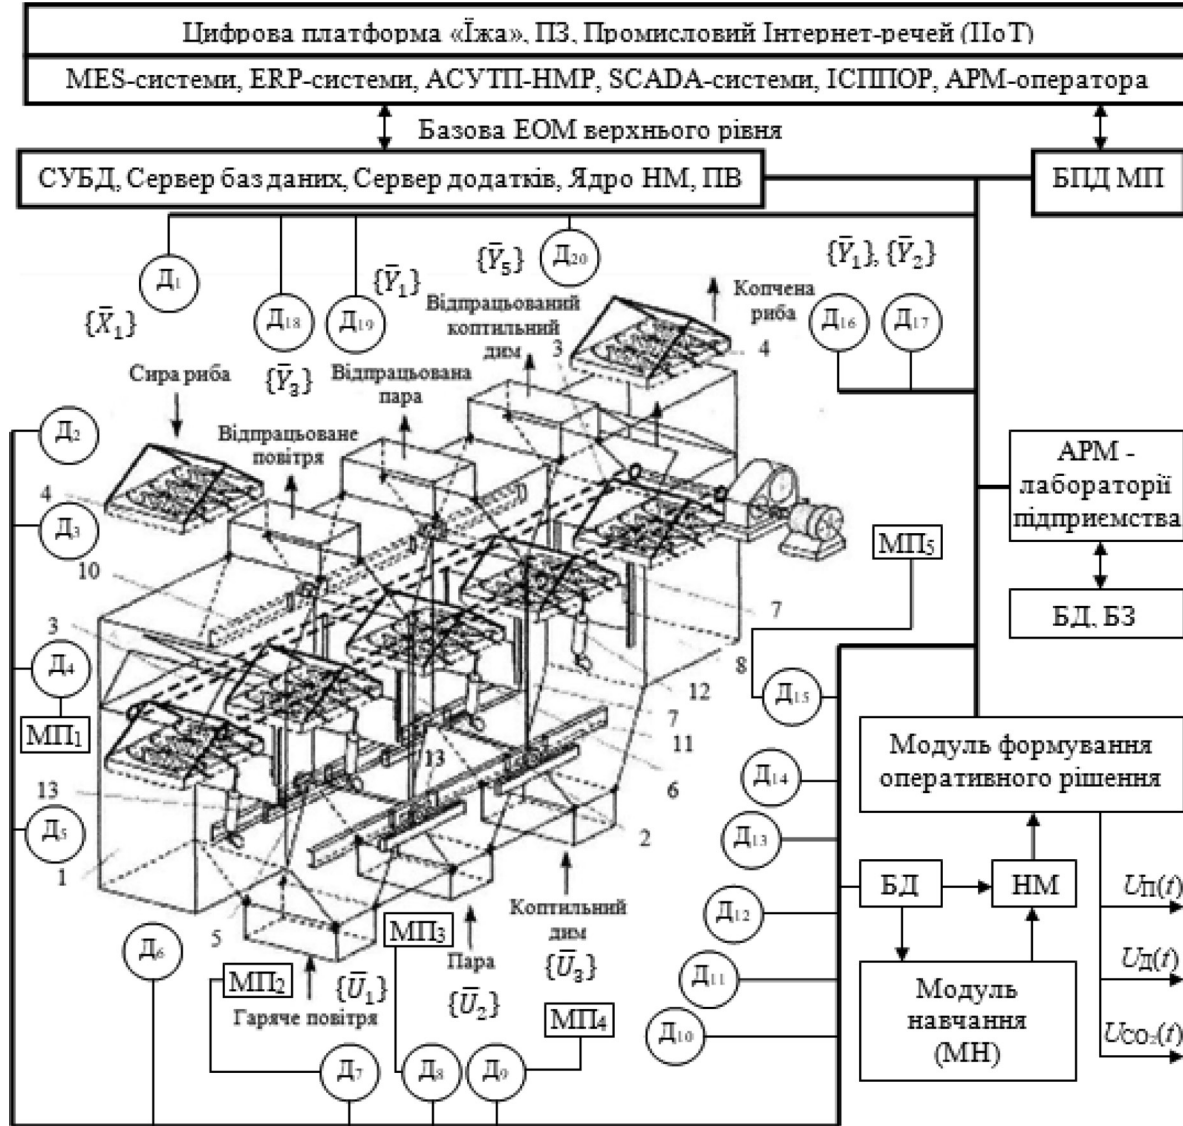 Цифрова платформа «Їжа», ПЗ, Промисловий Інтернет-речей (ІІоТ)
MES-системи, ERP-системи, АСУТП-НМР, SCADA-системи, ІСППОР, АРМ-оператора
Базова ЕОМ верхнього рівня
СУБД, Сервер баз даних, Сервер додатків, Ядро НМ, ПВ
БПД МП
Д1
Д18
Д19
Д20
{X̄1}
{Ȳ3}
{Ȳ1}
{Ȳ5}
{Ȳ1}, {Ȳ2}
Д16
Д17
Сира риба
Відпрацьоване
повітря
Відпрацьована
пара
Відпрацьований
коптильний
дим
Копчена
риба
3
4
Д2
4
Д3
10
3
Д4
МП1
13
Д5
1
Д6
5
13
7
8
12
7
11
6
2
МП5
Д15
Д14
Д13
Д12
Д11
Д10
МП2
{Ū1}
Гаряче повітря
МП3
Пара
{Ū2}
Коптильний
дим
{Ū3}
МП4
Д7
Д8
Д9
АРМ -
лабораторії
підприємства
БД, БЗ
Модуль формування
оперативного рішення
БД
НМ
Модуль
навчання
(МН)
UП(t)
UД(t)
UCO2(t)